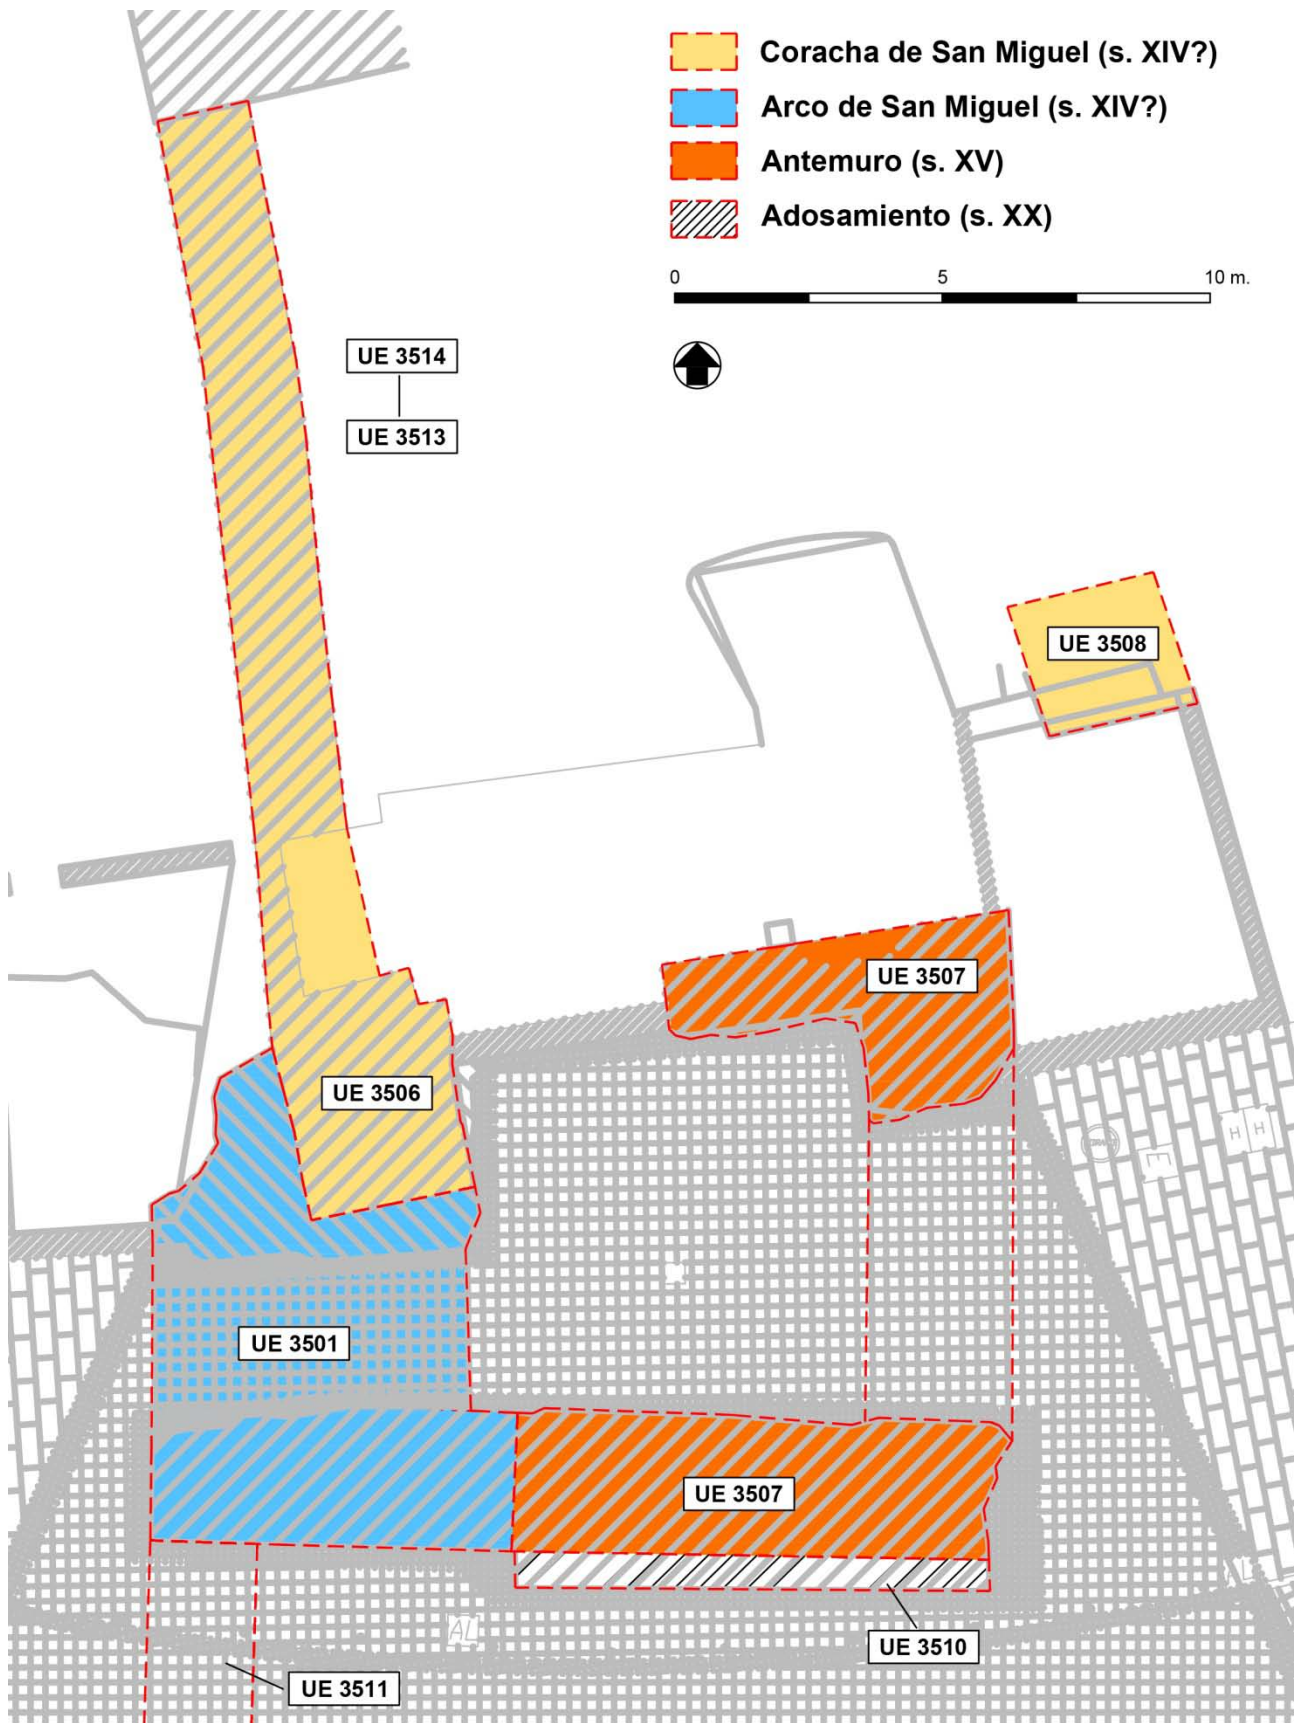 Coracha de San Miguel (s. XIV?)
Arco de San Miguel (s. XIV?)
Antemuro (s. XV)
Adosamiento (s. XX)
0 5 10 m.
UE 3514
UE 3513
UE 3508
UE 3507
UE 3506
H H
E
UE 3501
UE 3507
AL
UE 3510
UE 3511